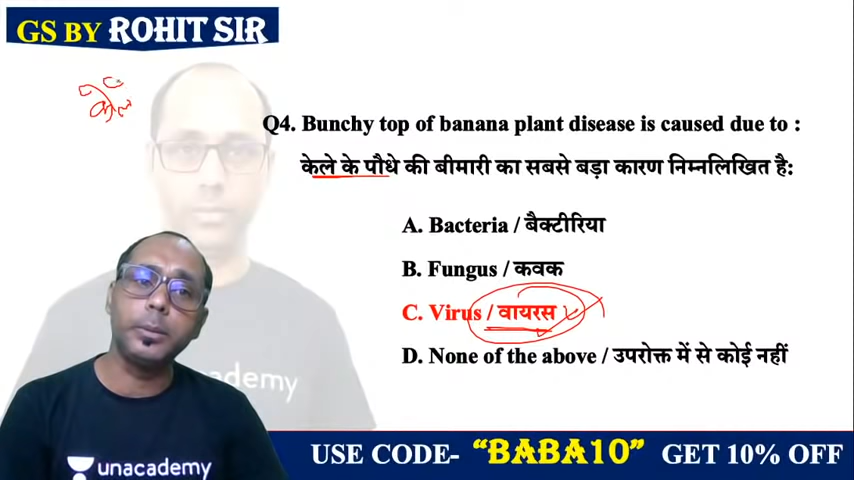 GS BY ROHIT SIR
केले
Q4. Bunchy top of banana plant disease is caused due to :
केले के पौधे की बीमारी का सबसे बड़ा कारण निम्नलिखित है:
A. Bacteria / बैक्टीरिया
B. Fungus / कवक
C. Virus / वायरस
D. None of the above / उपरोक्त में से कोई नहीं
unacademy
USE CODE- “BABA10” GET 10% OFF